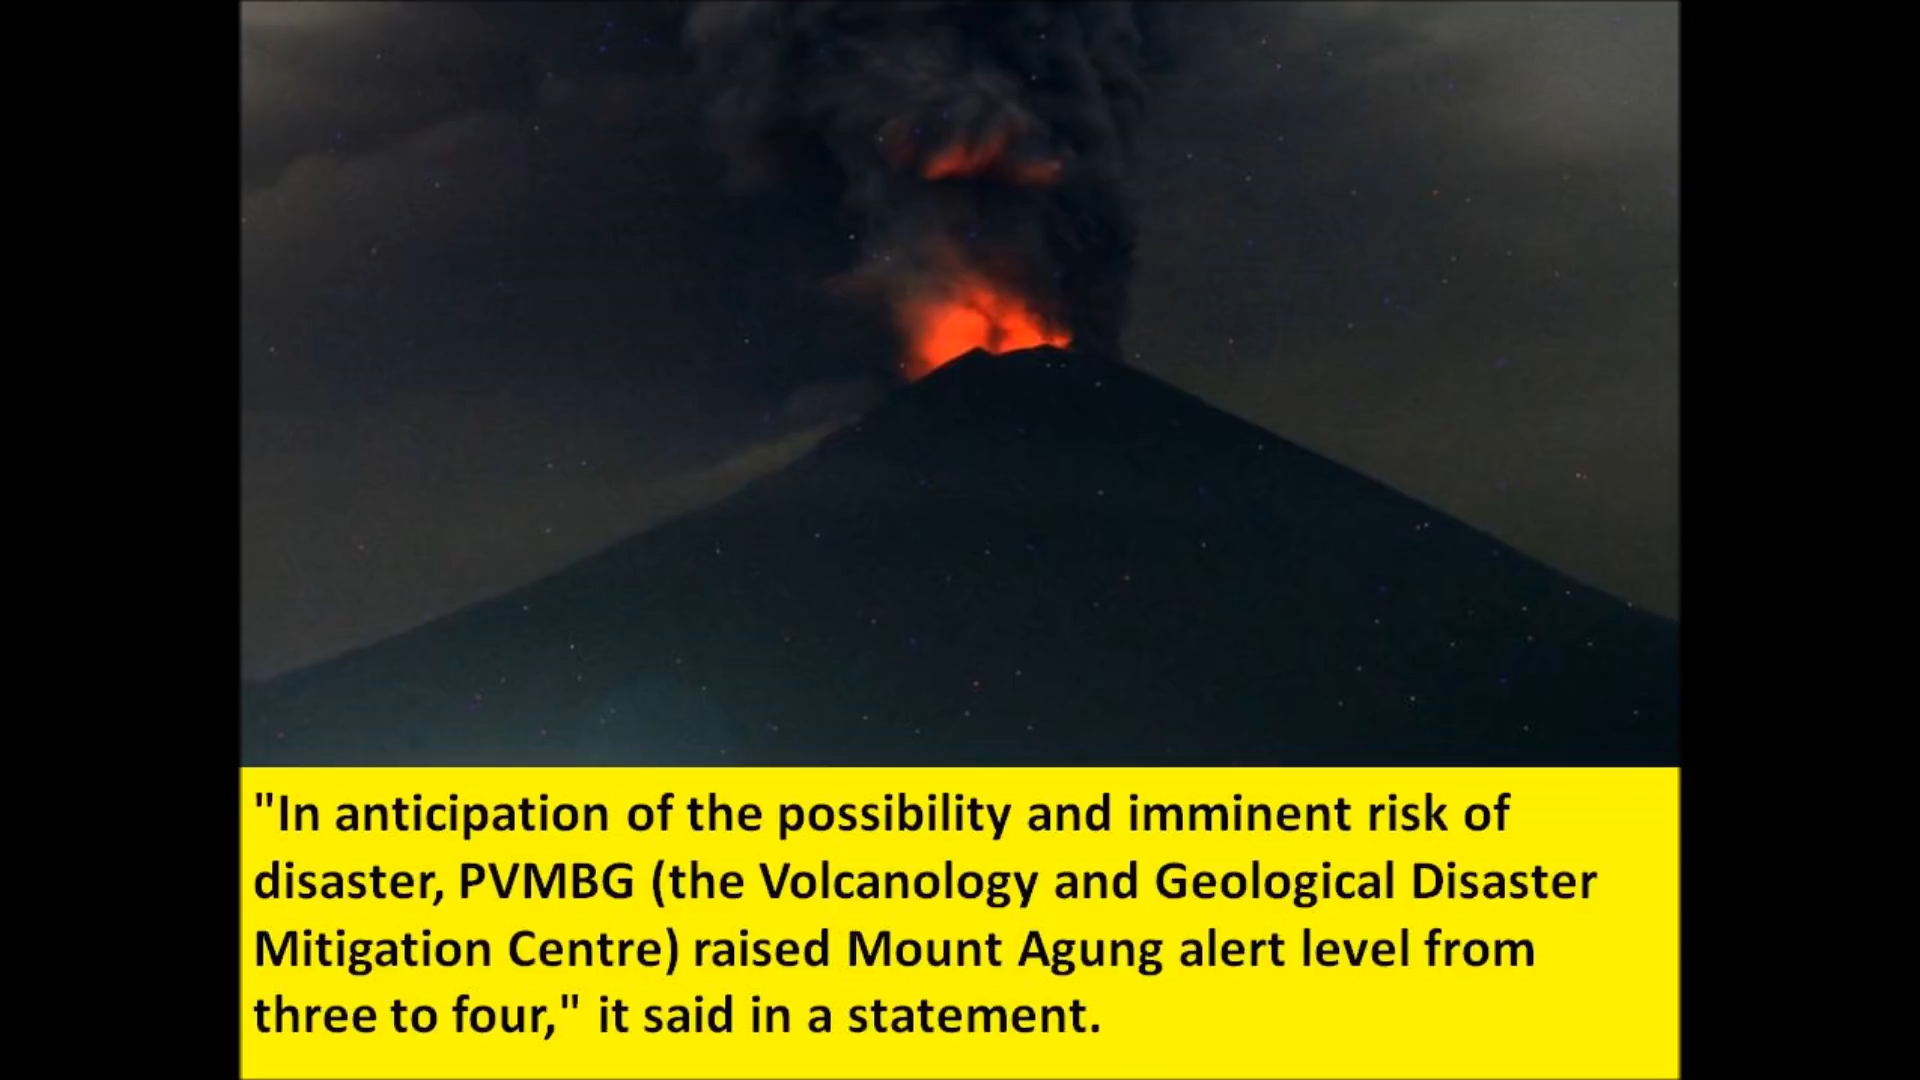 "In anticipation of the possibility and imminent risk of
disaster, PVMBG (the Volcanology and Geological Disaster
Mitigation Centre) raised Mount Agung alert level from
three to four," it said in a statement.